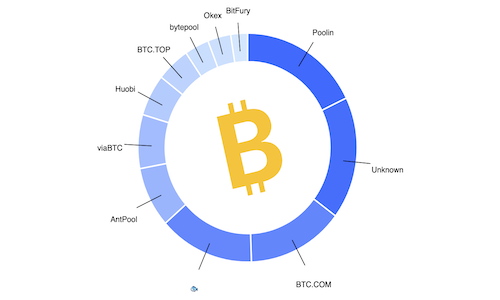 BitFury
Okex
bytepool
Poolin
BTC.TOP
Huobi
viaBTC
Unknown
AntPool
BTC.COM